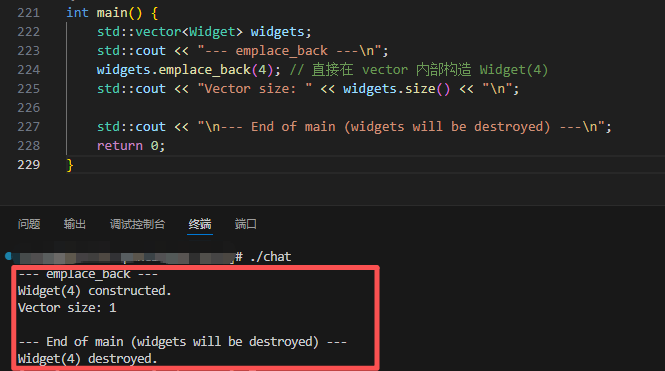 221 int main() {
222 std::vector<Widget> widgets;
223 std::cout << "--- emplace_back ---\n";
224 widgets.emplace_back(4); // 直接在 vector 内部构造 Widget(4)
225 std::cout << "Vector size: " << widgets.size() << "\n";
226
227 std::cout << "\n--- End of main (widgets will be destroyed) ---\n";
228 return 0;
229 }
问题 输出 调试控制台 终端 端口
# ./chat
--- emplace_back ---
Widget(4) constructed.
Vector size: 1
--- End of main (widgets will be destroyed) ---
Widget(4) destroyed.